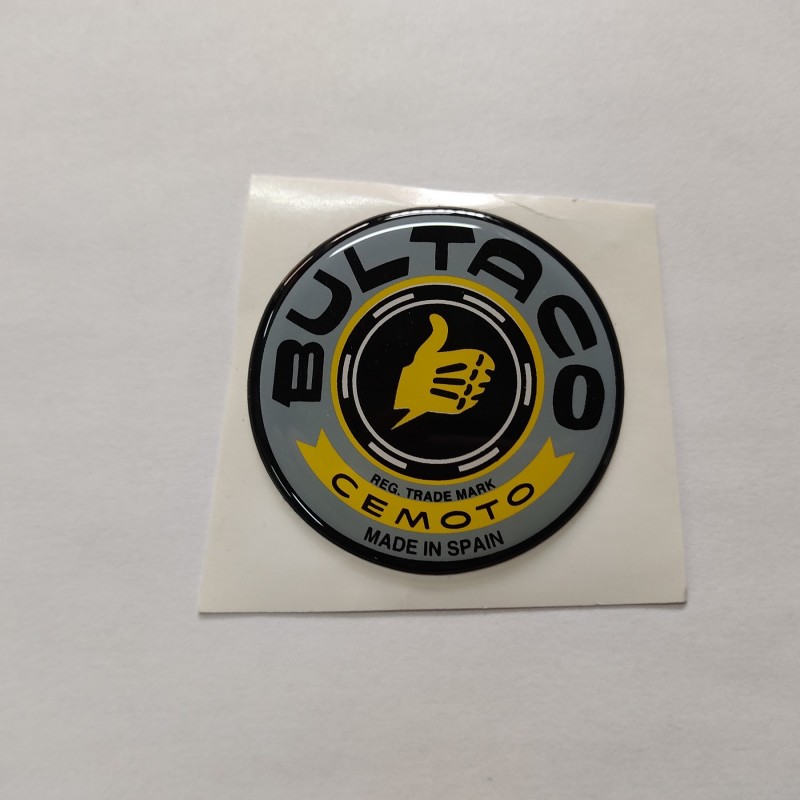 BULTACO
REG. TRADE MARK
CEMOTO
MADE IN SPAIN